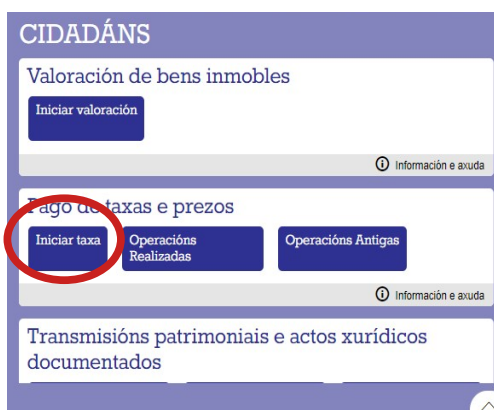 CIDADÁNS
Valoración de bens inmobles
Iniciar valoración
Información e axuda
Pago de taxas e prezos
Iniciar taxa
Operacións
Realizadas
Operacións Antigas
Información e axuda
Transmisións patrimoniais e actos xurídicos
documentados